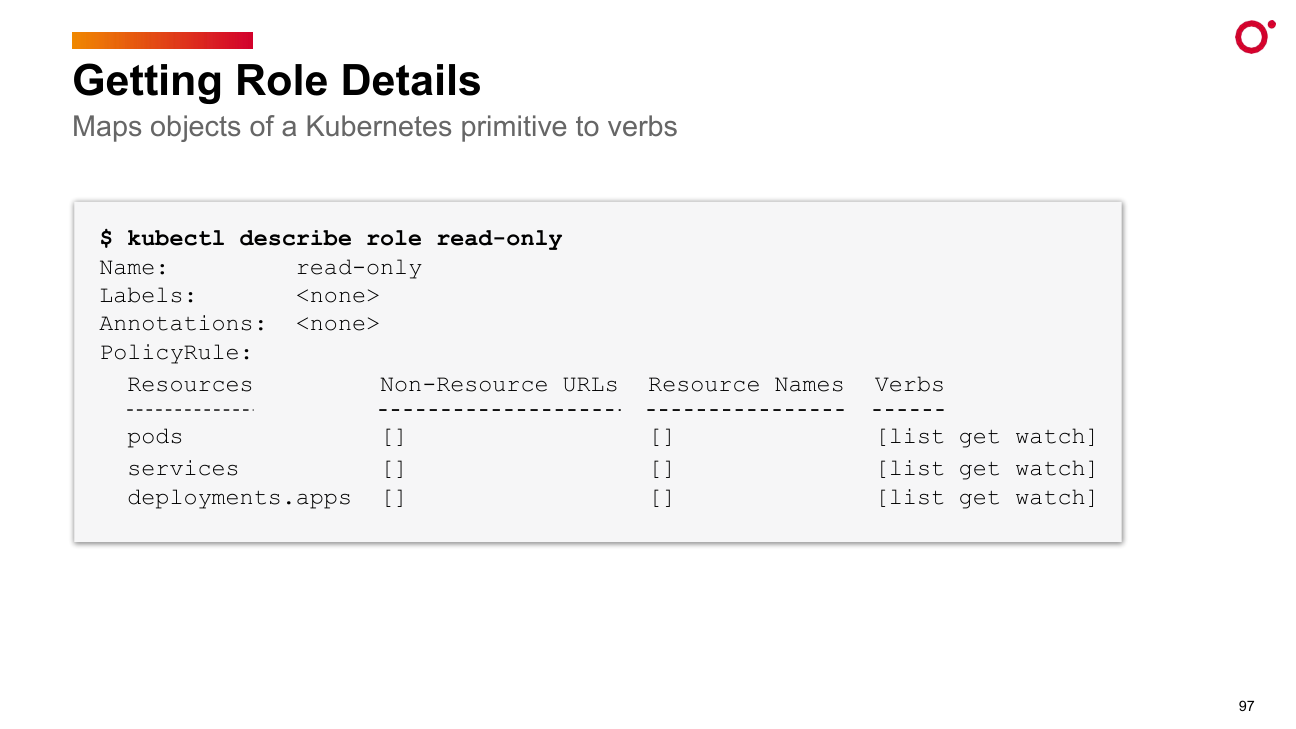 Getting Role Details
Maps objects of a Kubernetes primitive to verbs
$ kubectl describe role read-only
Name:         read-only
Labels:       <none>
Annotations:  <none>
PolicyRule:
  Resources         Non-Resource URLs  Resource Names  Verbs
  ---------         -----------------  --------------  -----
  pods              []                 []              [list get watch]
  services          []                 []              [list get watch]
  deployments.apps  []                 []              [list get watch]
97